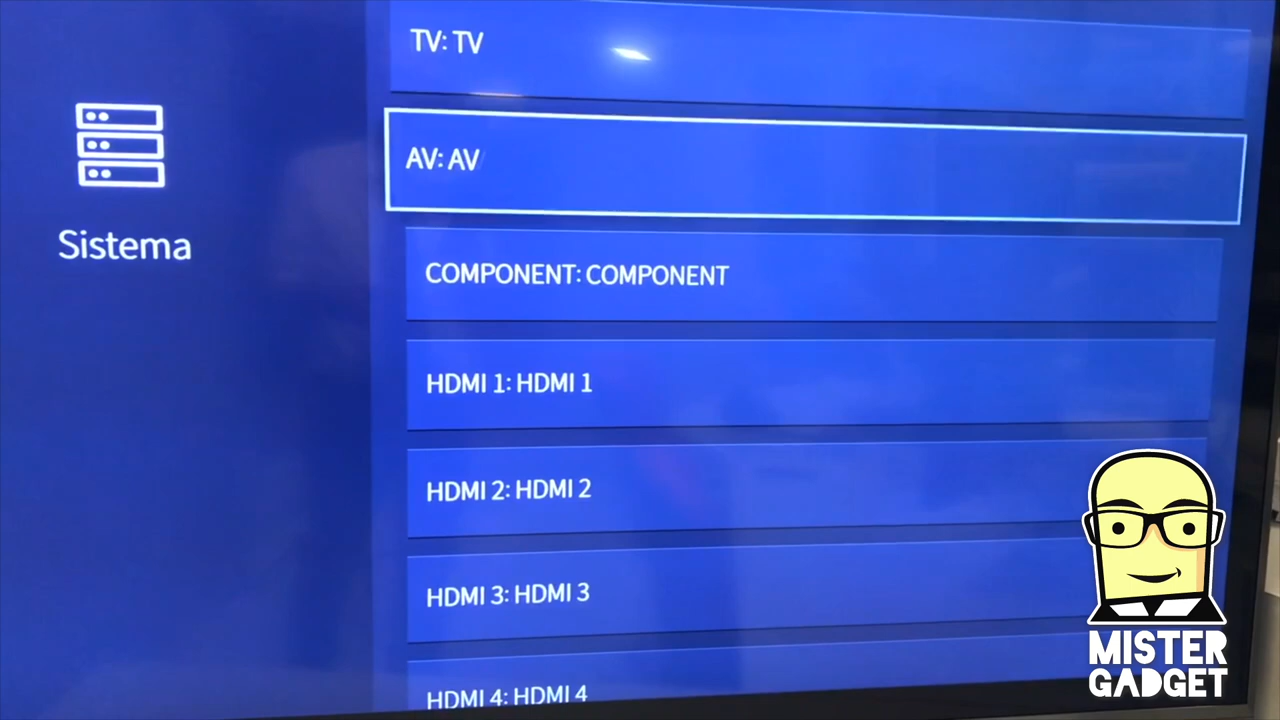 TV: TV
AV: AV
Sistema
COMPONENT: COMPONENT
HDMI 1: HDMI 1
HDMI 2: HDMI 2
HDMI 3: HDMI 3
HDMI 4: HDMI 4
MISTER
GADGET